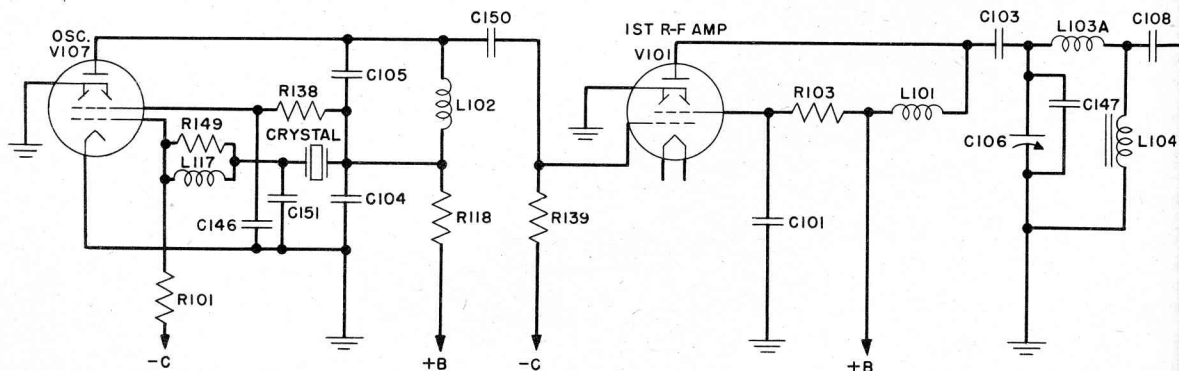 OSC.
V107
C150
1ST R-F AMP
V101
C103
L103A
C108
C105
L102
R138
R103
L101
C147
R149
CRYSTAL
L117
C106
L104
C146
C151
C104
R118
R139
C101
R101
-C
+B
-C
+B